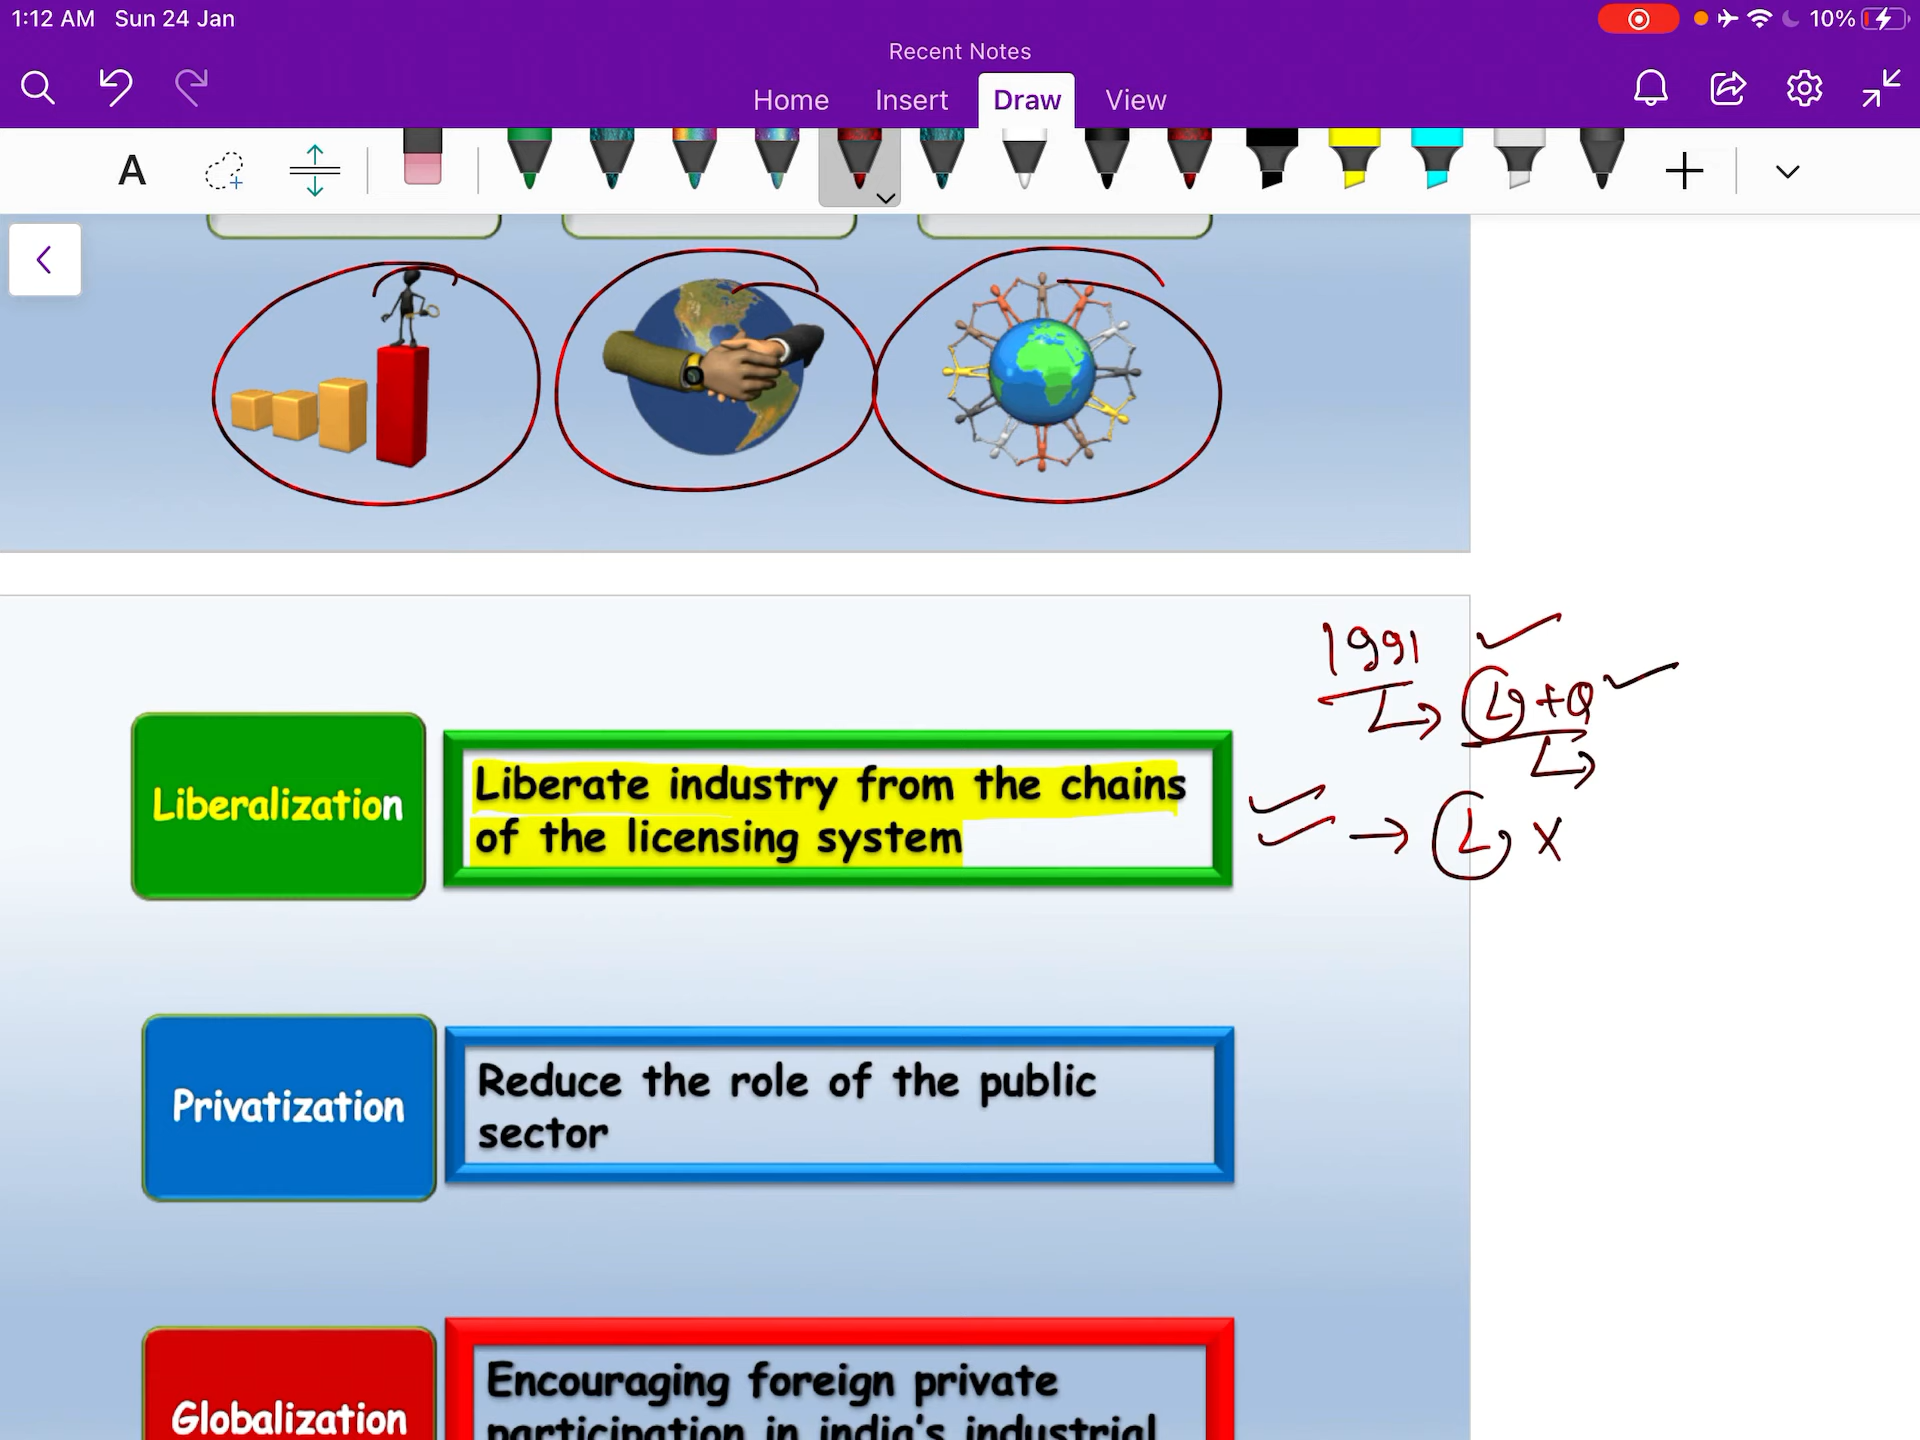 1:12 AM Sun 24 Jan
10%
Recent Notes
Home Insert Draw View
A
1991
L + Q
Liberalization
Liberate industry from the chains
of the licensing system
L X
Privatization
Reduce the role of the public
sector
Globalization
Encouraging foreign private
participation in india's industrial